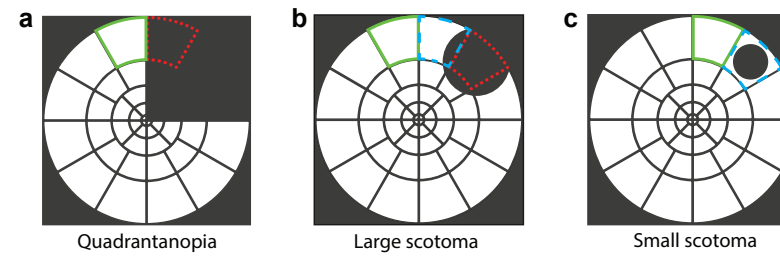 a
b
c
Quadrantanopia
Large scotoma
Small scotoma